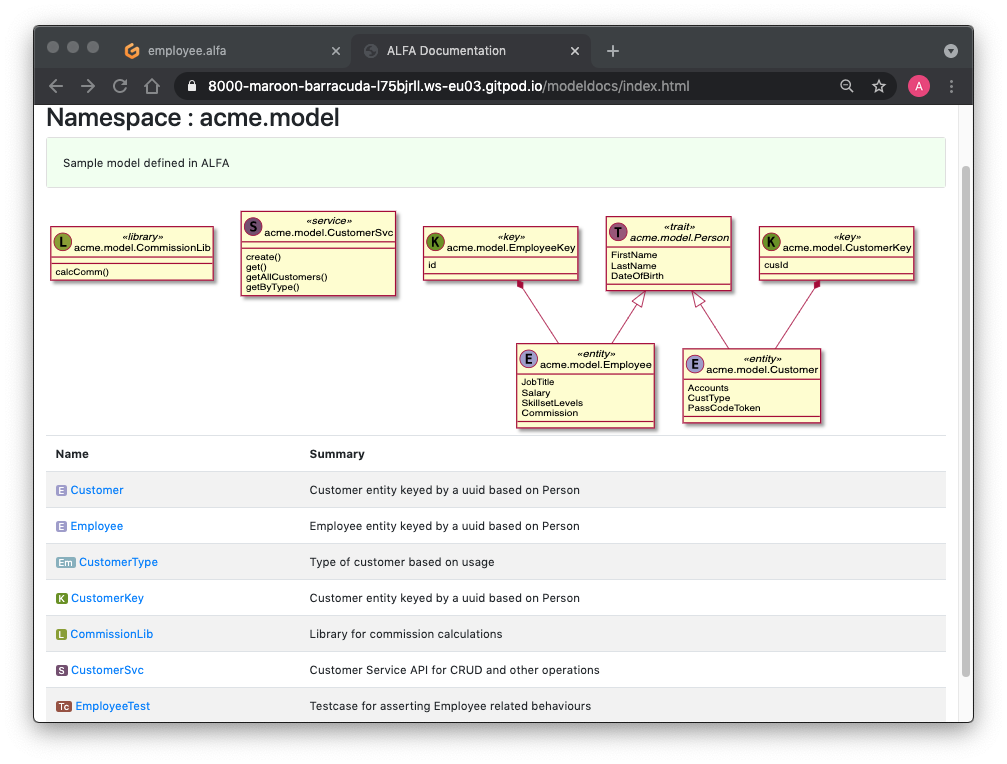 employee.alfa
ALFA Documentation
8000-maroon-barracuda-l75bjrll.ws-eu03.gitpod.io/modeldocs/index.html
A
Namespace : acme.model
Sample model defined in ALFA
L
«library»
acme.model.CommissionLib
calcComm()
S
«service»
acme.model.CustomerSvc
create()
get()
getAllCustomers()
getByType()
K
«key»
acme.model.EmployeeKey
id
T
«trait»
acme.model.Person
FirstName
LastName
DateOfBirth
K
«key»
acme.model.CustomerKey
cusId
E
«entity»
acme.model.Employee
JobTitle
Salary
SkillsetLevels
Commission
E
«entity»
acme.model.Customer
Accounts
CustType
PassCodeToken
Name Summary
E Customer Customer entity keyed by a uuid based on Person
E Employee Employee entity keyed by a uuid based on Person
Em CustomerType Type of customer based on usage
K CustomerKey Customer entity keyed by a uuid based on Person
L CommissionLib Library for commission calculations
S CustomerSvc Customer Service API for CRUD and other operations
Tc EmployeeTest Testcase for asserting Employee related behaviours